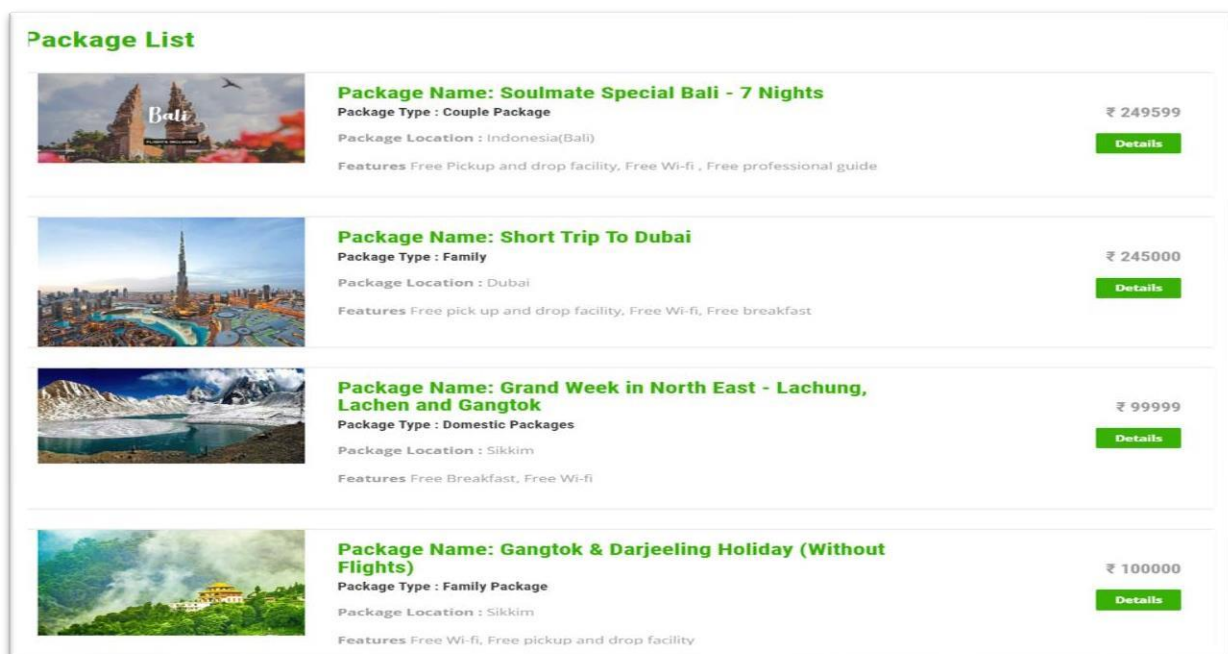 Package List
Bali
FLIGHTS INCLUDED
Package Name: Soulmate Special Bali - 7 Nights
Package Type : Couple Package
Package Location : Indonesia(Bali)
Features Free Pickup and drop facility, Free Wi-fi , Free professional guide
₹ 249599
Details
Package Name: Short Trip To Dubai
Package Type : Family
Package Location : Dubai
Features Free pick up and drop facility, Free Wi-fi, Free breakfast
₹ 245000
Details
Package Name: Grand Week in North East - Lachung,
Lachen and Gangtok
Package Type : Domestic Packages
Package Location : Sikkim
Features Free Breakfast, Free Wi-fi
₹ 99999
Details
Package Name: Gangtok & Darjeeling Holiday (Without
Flights)
Package Type : Family Package
Package Location : Sikkim
Features Free Wi-fi, Free pickup and drop facility
₹ 100000
Details